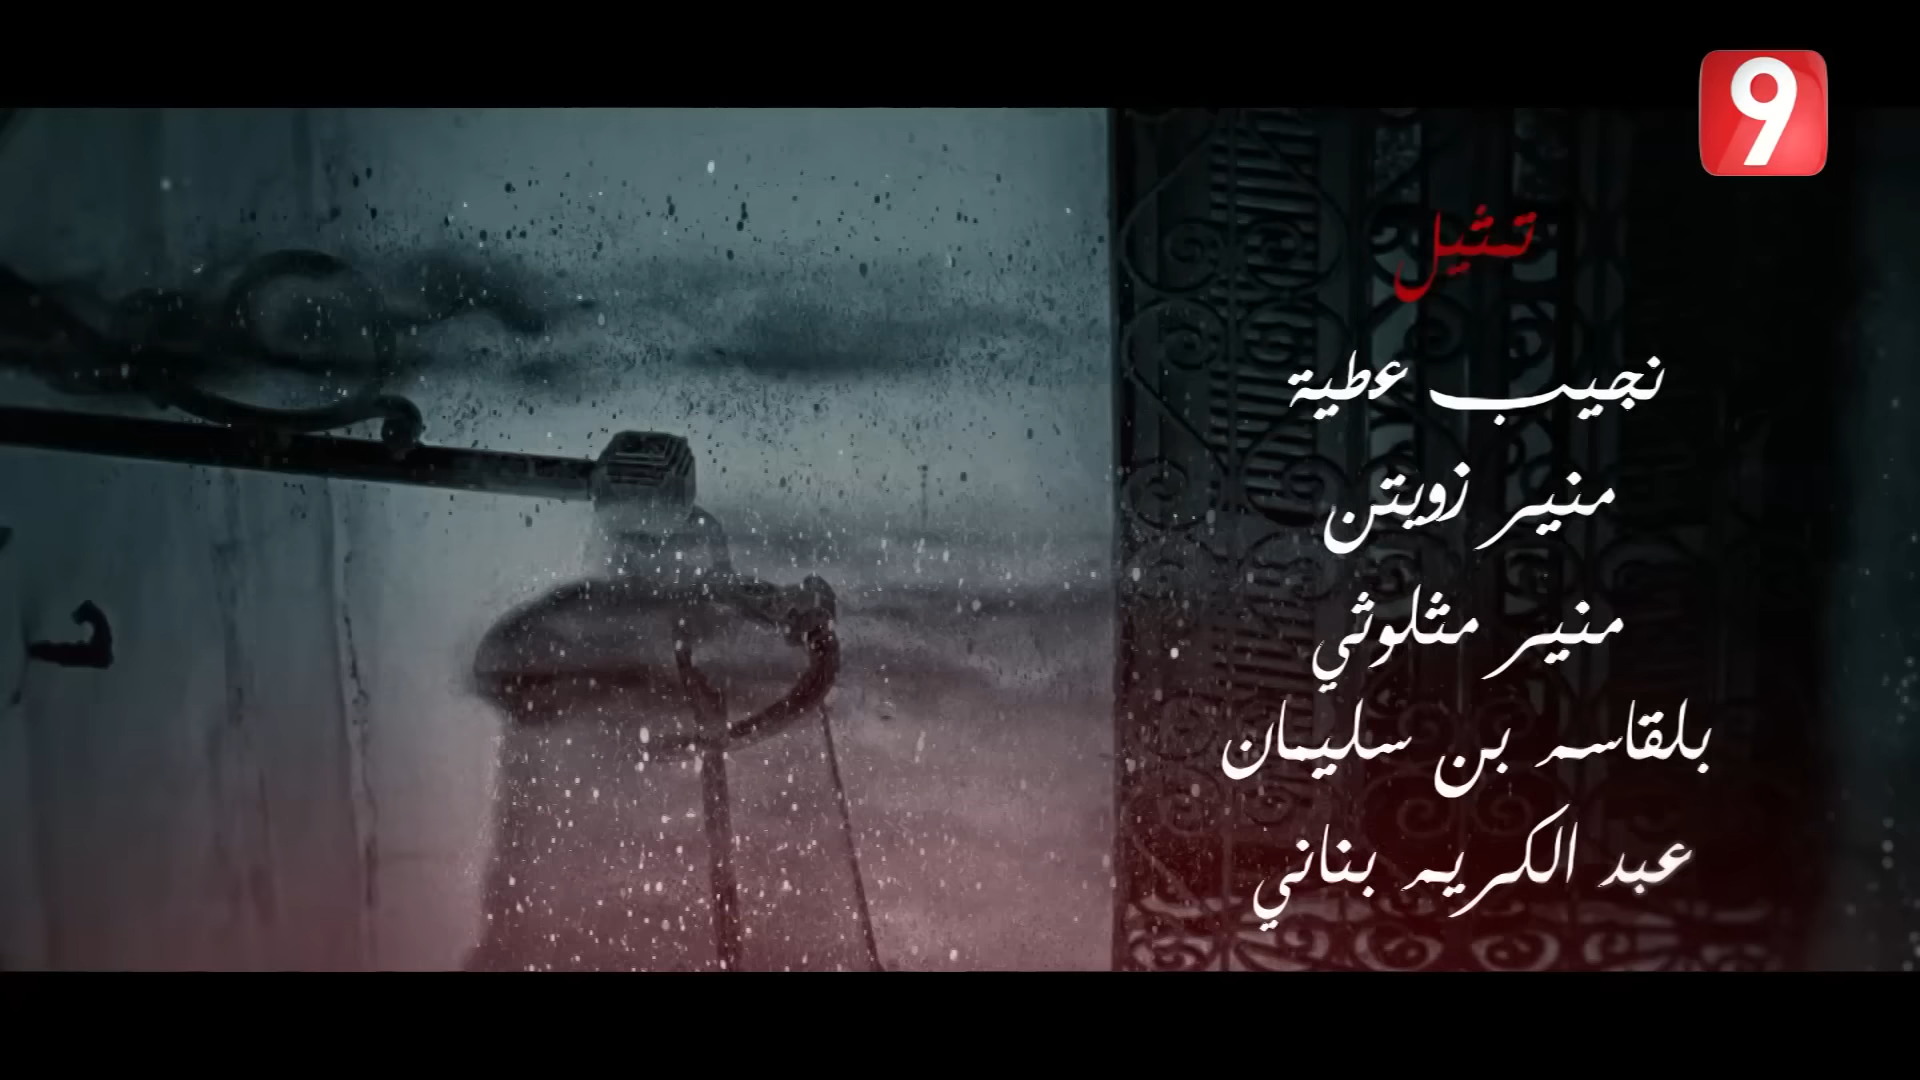 9
تمثيل
نجيب عطية
منير زويتن
منير مثلوثي
بلقاسم بن سليمان
عبد الكريم بناني